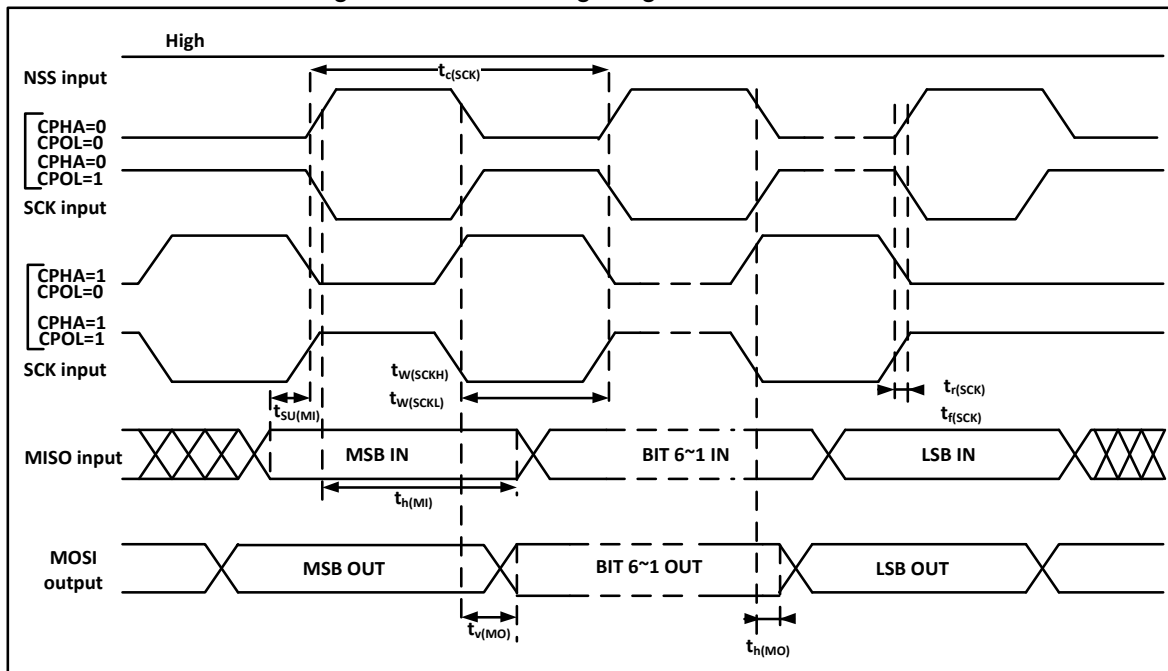 High
NSS input
tc(SCK)
CPHA=0
CPOL=0
CPHA=0
CPOL=1
SCK input
CPHA=1
CPOL=0
CPHA=1
CPOL=1
SCK input
tW(SCKH)
tW(SCKL)
tr(SCK)
tf(SCK)
tSU(MI)
MISO input
MSB IN
BIT 6~1 IN
LSB IN
th(MI)
MOSI
output
MSB OUT
BIT 6~1 OUT
LSB OUT
tv(MO)
th(MO)